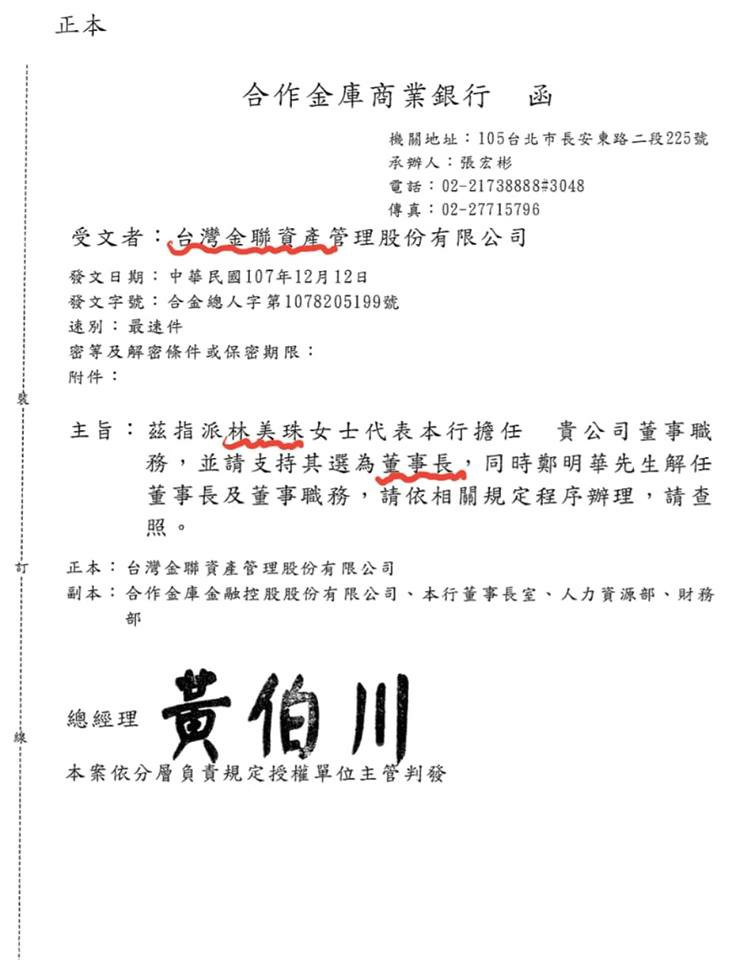 正本
合作金庫商業銀行　函
機關地址：105台北市長安東路二段225號
承辦人：張宏彬
電話：02-21738888#3048
傳真：02-27715796
受文者：台灣金聯資產管理股份有限公司
發文日期：中華民國107年12月12日
發文字號：合金總人字第1078205199號
速別：最速件
密等及解密條件或保密期限：
附件：
裝
主旨：茲指派林美珠女士代表本行擔任　貴公司董事職
務，並請支持其選為董事長，同時鄭明華先生解任
董事長及董事職務，請依相關規定程序辦理，請查
照。
訂
正本：台灣金聯資產管理股份有限公司
副本：合作金庫金融控股股份有限公司、本行董事長室、人力資源部、財務
部
總經理 黃伯川
線
本案依分層負責規定授權單位主管判發